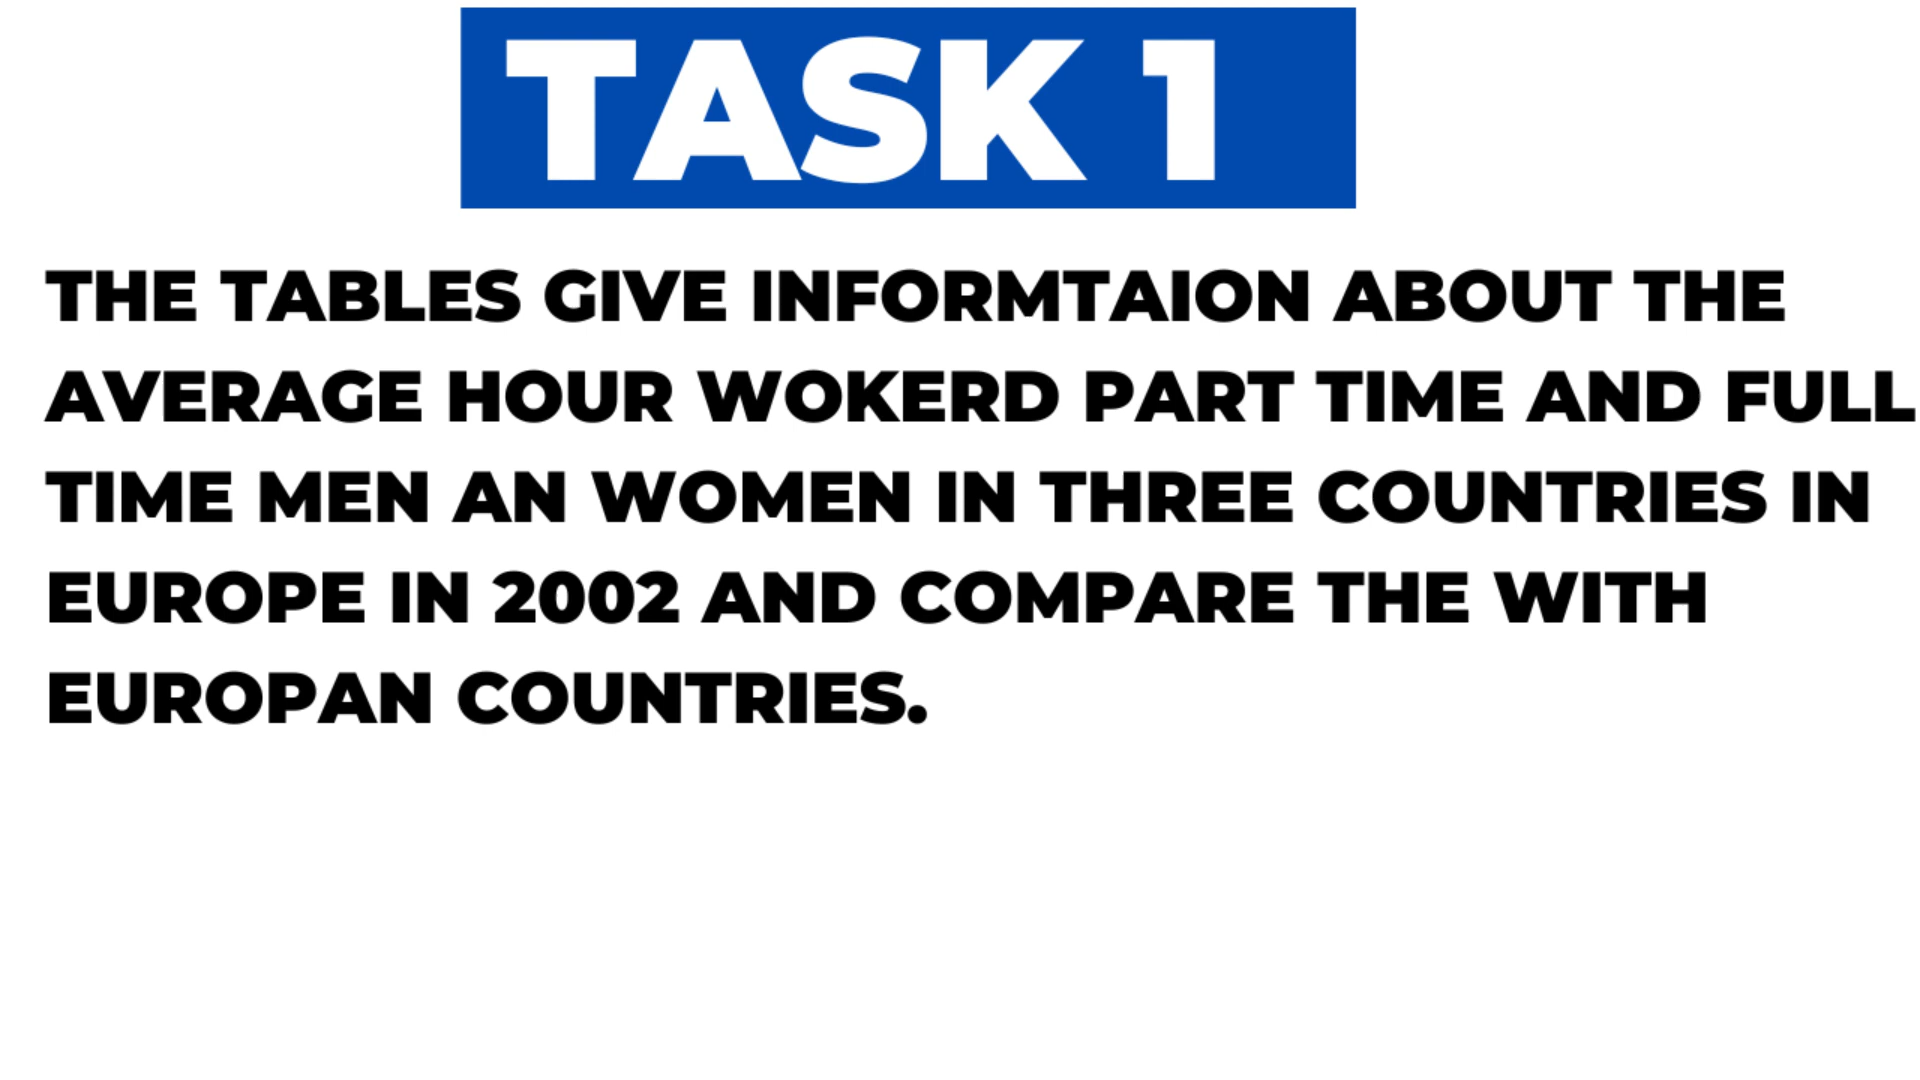 TASK 1
THE TABLES GIVE INFORMTAION ABOUT THE
AVERAGE HOUR WOKERD PART TIME AND FULL
TIME MEN AN WOMEN IN THREE COUNTRIES IN
EUROPE IN 2002 AND COMPARE THE WITH
EUROPAN COUNTRIES.